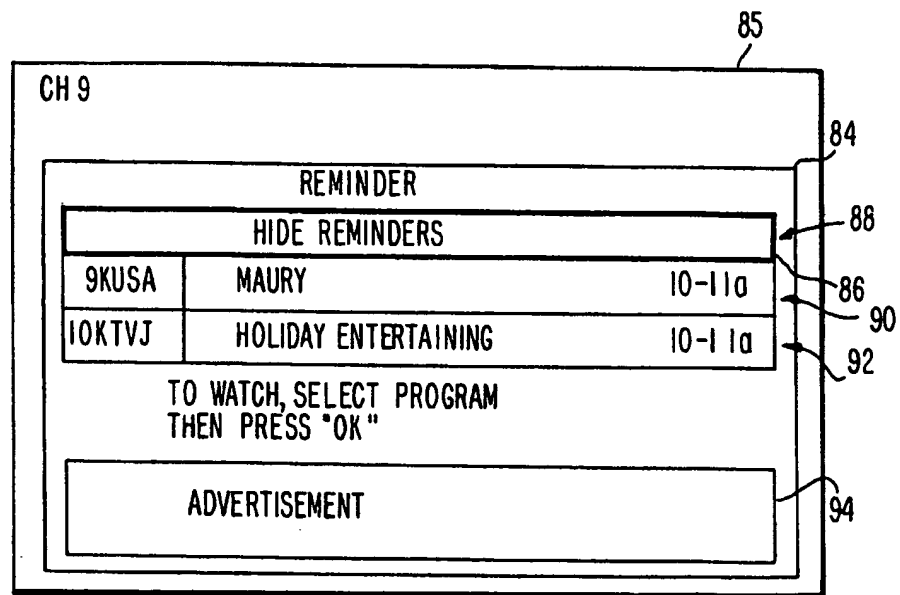 85
CH 9
84
REMINDER
HIDE REMINDERS
88
86
9KUSA MAURY 10-11a
90
10KTVJ HOLIDAY ENTERTAINING 10-11a
92
TO WATCH, SELECT PROGRAM
THEN PRESS "OK"
ADVERTISEMENT
94